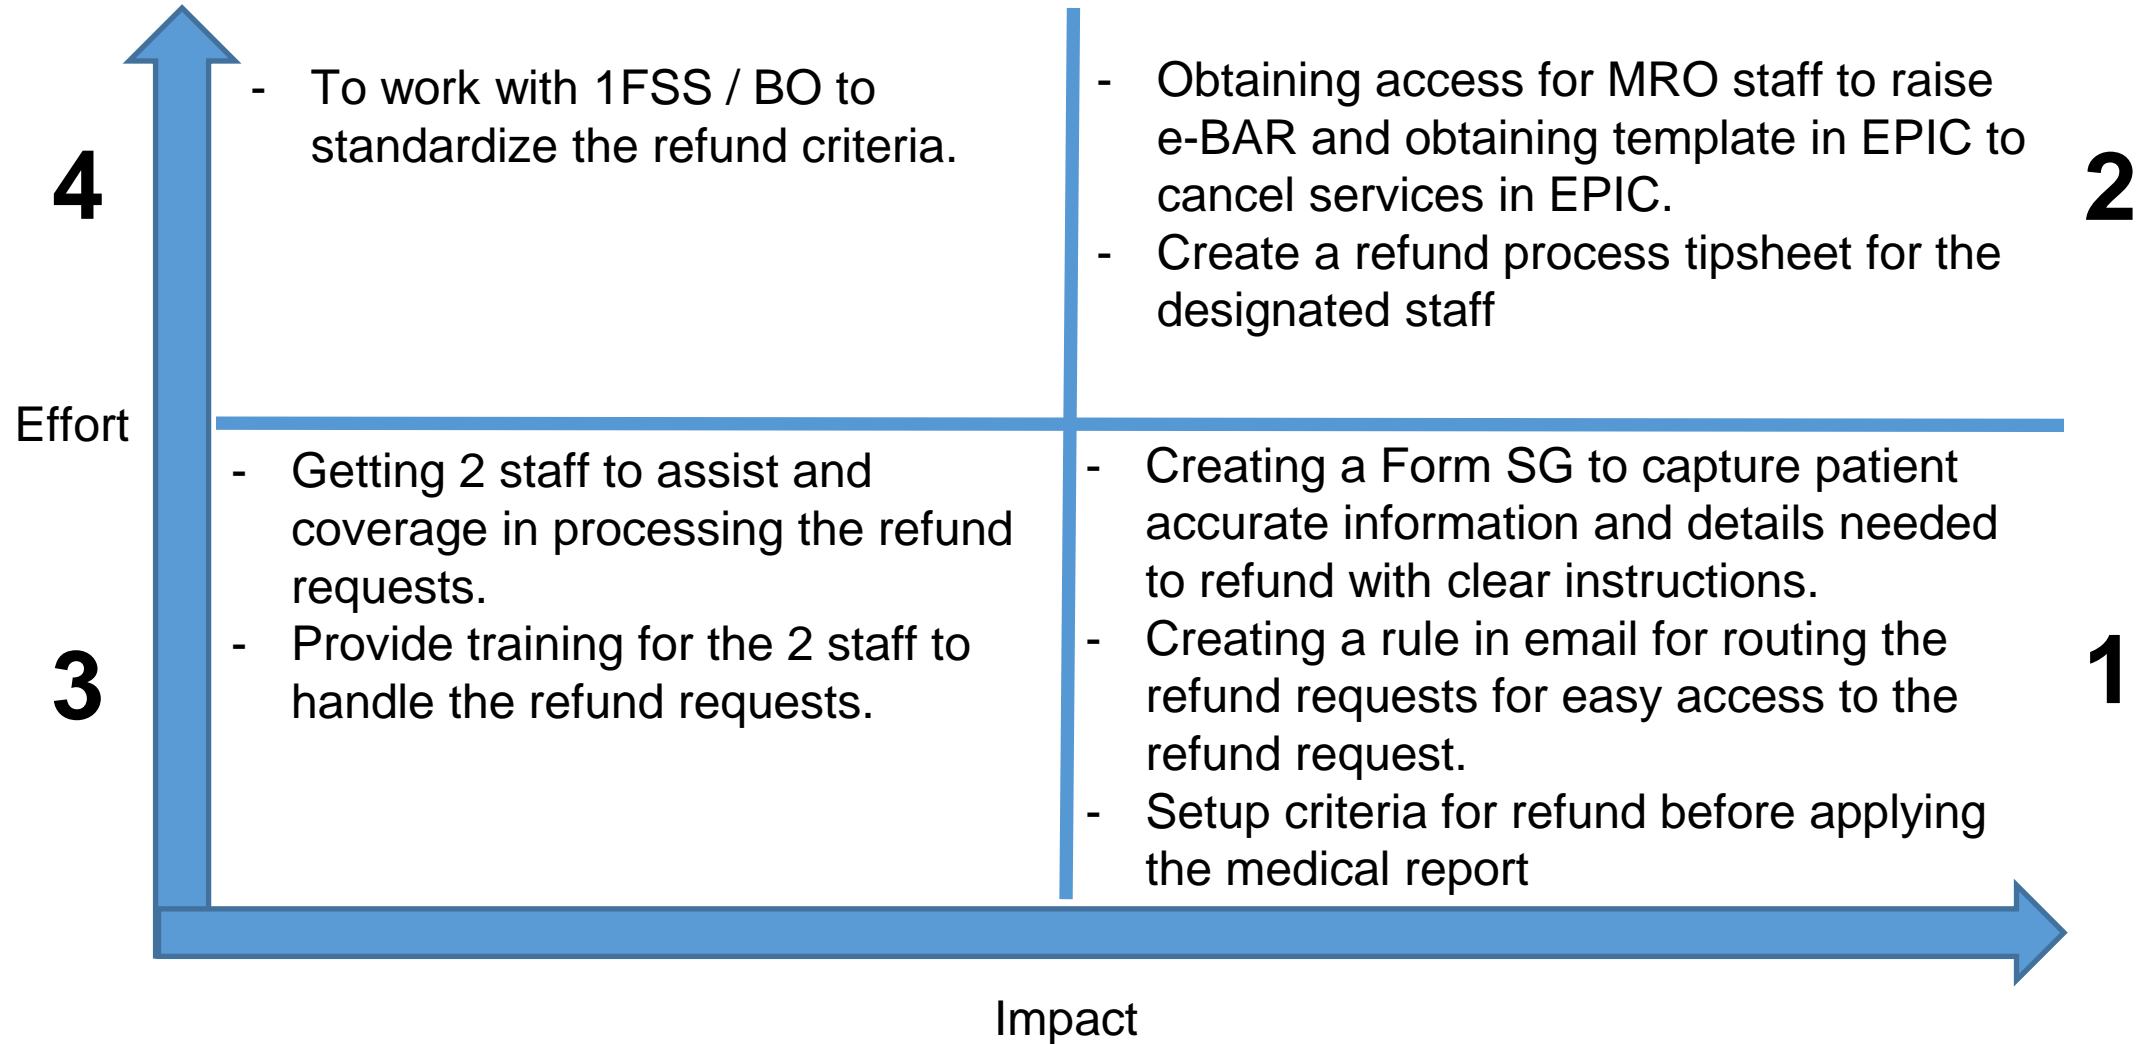 - To work with 1FSS / BO to
standardize the refund criteria.
4
- Obtaining access for MRO staff to raise
e-BAR and obtaining template in EPIC to
cancel services in EPIC.
- Create a refund process tipsheet for the
designated staff
2
Effort
- Getting 2 staff to assist and
coverage in processing the refund
requests.
- Provide training for the 2 staff to
handle the refund requests.
3
- Creating a Form SG to capture patient
accurate information and details needed
to refund with clear instructions.
- Creating a rule in email for routing the
refund requests for easy access to the
refund request.
- Setup criteria for refund before applying
the medical report
1
Impact